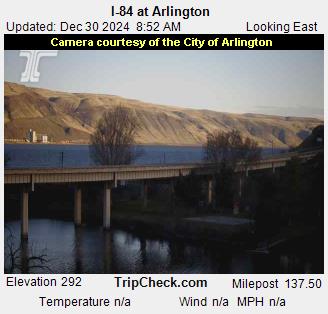 I-84 at Arlington
Updated: Dec 30 2024 8:52 AM Looking East
Camera courtesy of the City of Arlington
Elevation 292 TripCheck.com Milepost 137.50
Temperature n/a Wind n/a MPH n/a